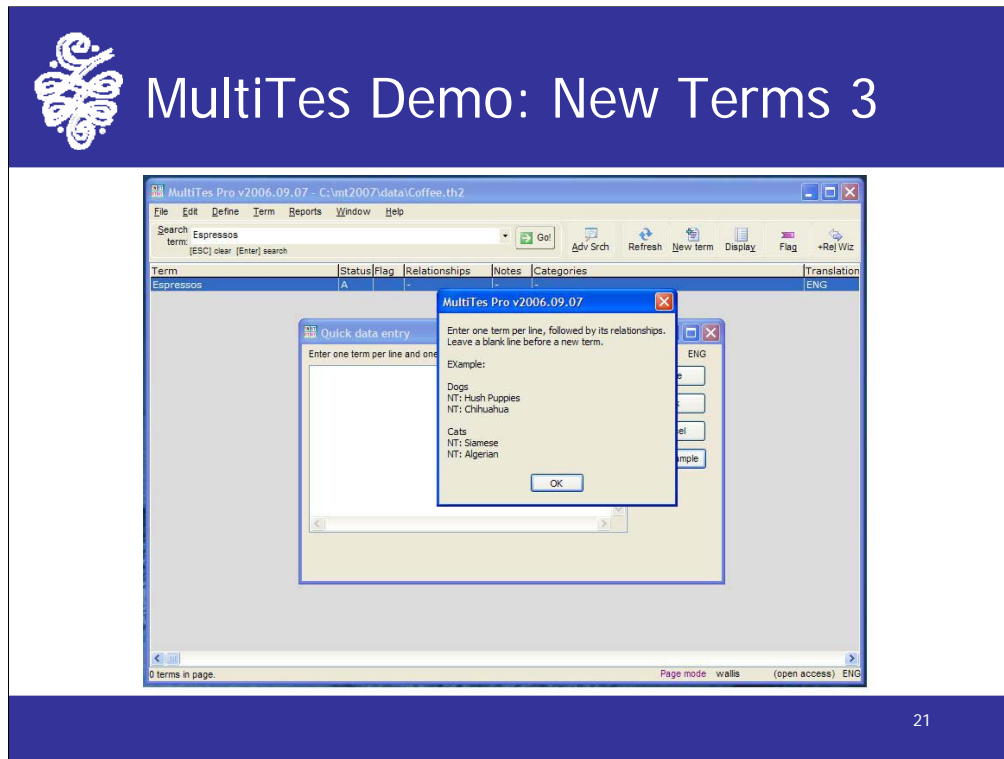 MultiTes Demo: New Terms 3
MultiTes Pro v2006.09.07 - C:\mt2007\data\Coffee.th2
File Edit Define Term Reports Window Help
Search term: Espressos Go! Adv Srch Refresh New term Display Flag +Rel Wiz
[ESC] clear [Enter] search
Term Status Flag Relationships Notes Categories Translation
Espressos A - - - ENG
MultiTes Pro v2006.09.07
Enter one term per line, followed by its relationships.
Leave a blank line before a new term.
EXample:
Dogs
NT: Hush Puppies
NT: Chihuahua
Cats
NT: Siamese
NT: Algerian
OK
Quick data entry
Enter one term per line and one ENG
0 terms in page. Page mode wallis (open access) ENG
21